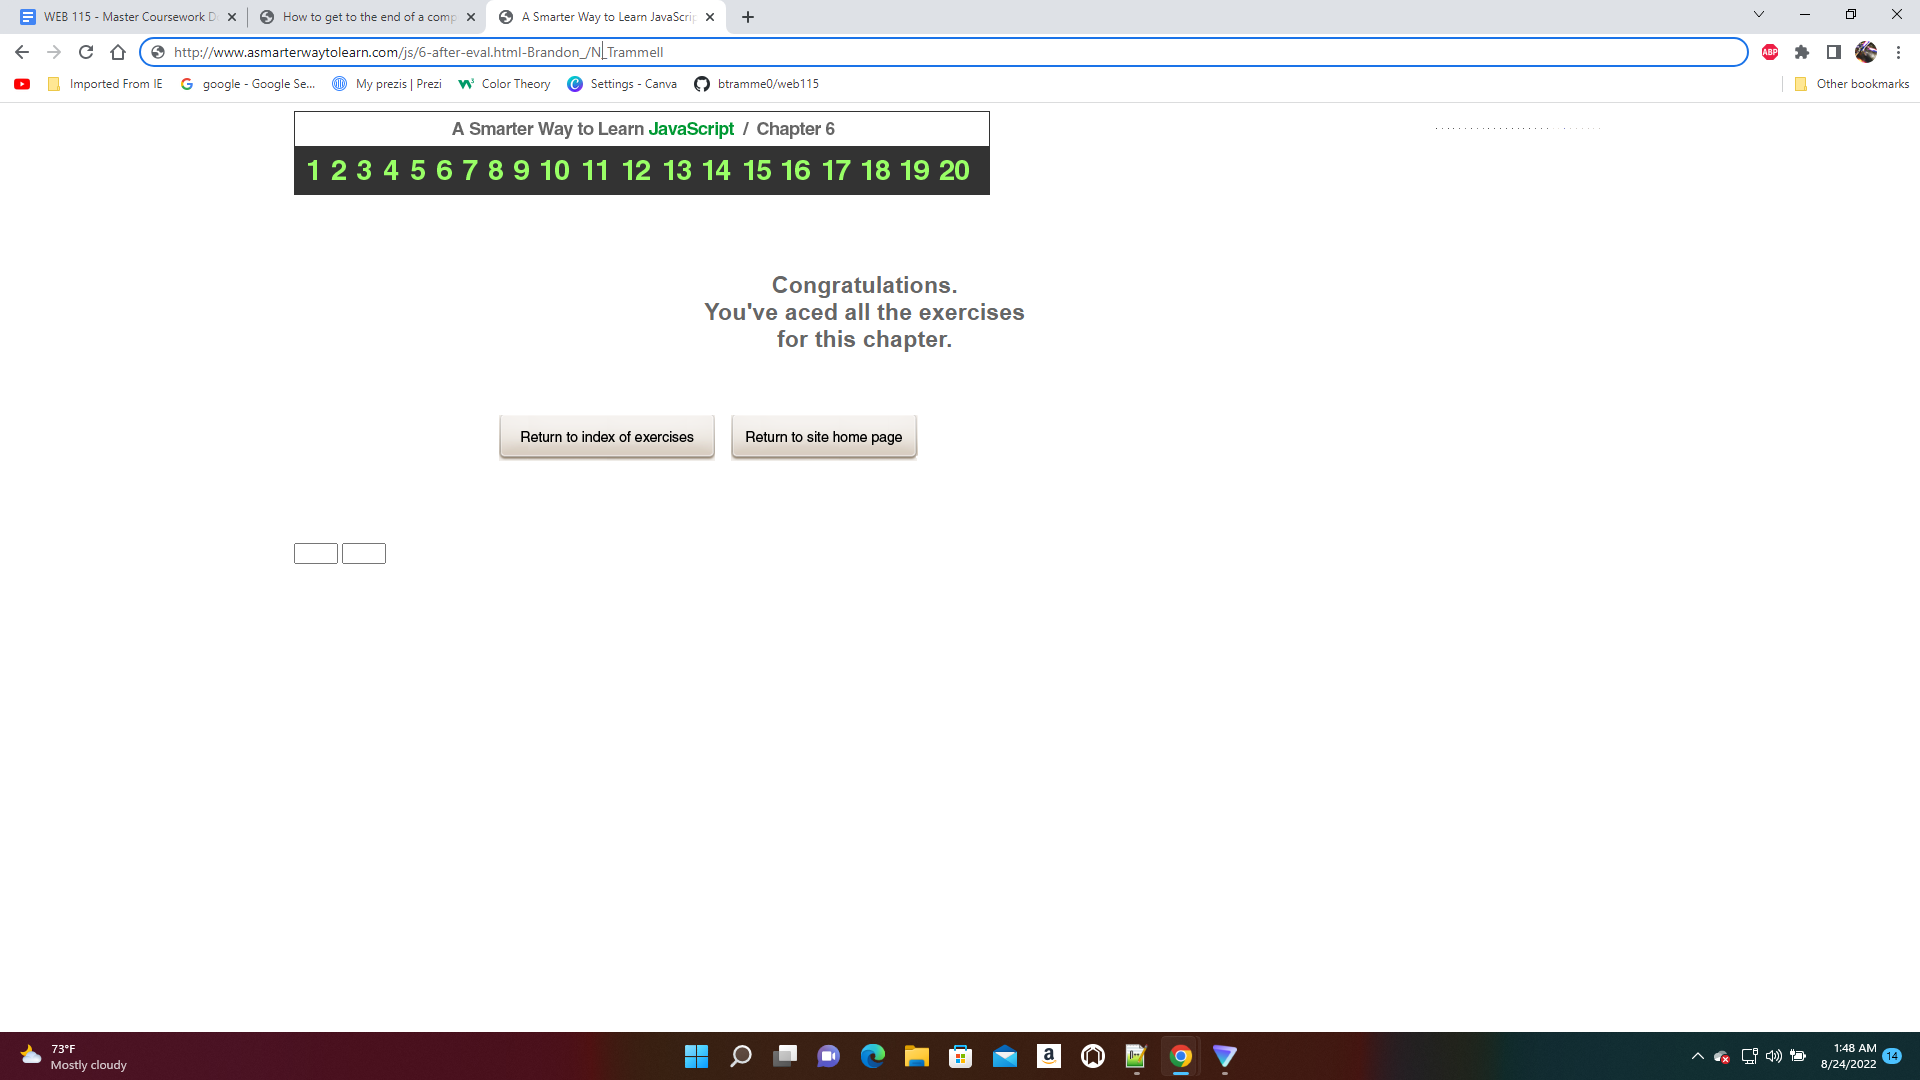 WEB 115 - Master Coursework D
How to get to the end of a comp
A Smarter Way to Learn JavaScrip
http://www.asmarterwaytolearn.com/js/6-after-eval.html-Brandon_/N_Trammell
ABP
Imported From IE
google - Google Se...
My prezis | Prezi
Color Theory
Settings - Canva
btramme0/web115
Other bookmarks
A Smarter Way to Learn JavaScript / Chapter 6
1 2 3 4 5 6 7 8 9 10 11 12 13 14 15 16 17 18 19 20
Congratulations.
You've aced all the exercises
for this chapter.
Return to index of exercises
Return to site home page
73°F
Mostly cloudy
1:48 AM
8/24/2022
14